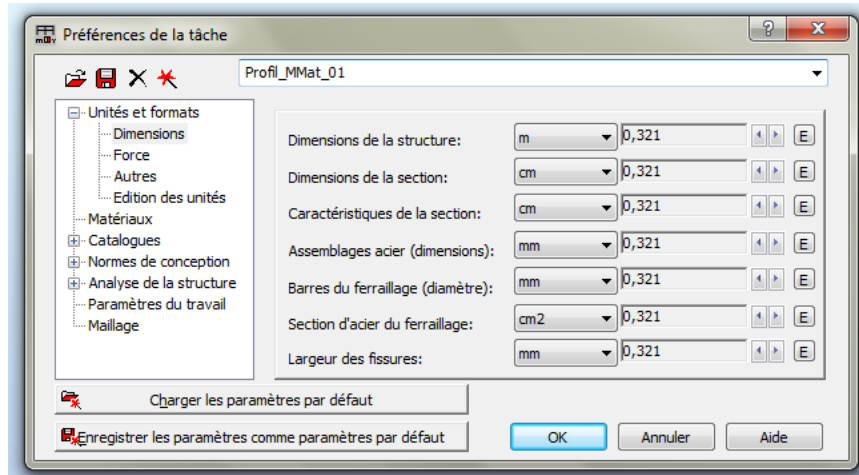 Préférences de la tâche
Profil_MMat_01
Unités et formats
Dimensions
Force
Autres
Edition des unités
Matériaux
Catalogues
Normes de conception
Analyse de la structure
Paramètres du travail
Maillage
Dimensions de la structure: m 0,321 E
Dimensions de la section: cm 0,321 E
Caractéristiques de la section: cm 0,321 E
Assemblages acier (dimensions): mm 0,321 E
Barres du ferraillage (diamètre): mm 0,321 E
Section d'acier du ferraillage: cm2 0,321 E
Largeur des fissures: mm 0,321 E
Charger les paramètres par défaut
Enregistrer les paramètres comme paramètres par défaut
OK Annuler Aide